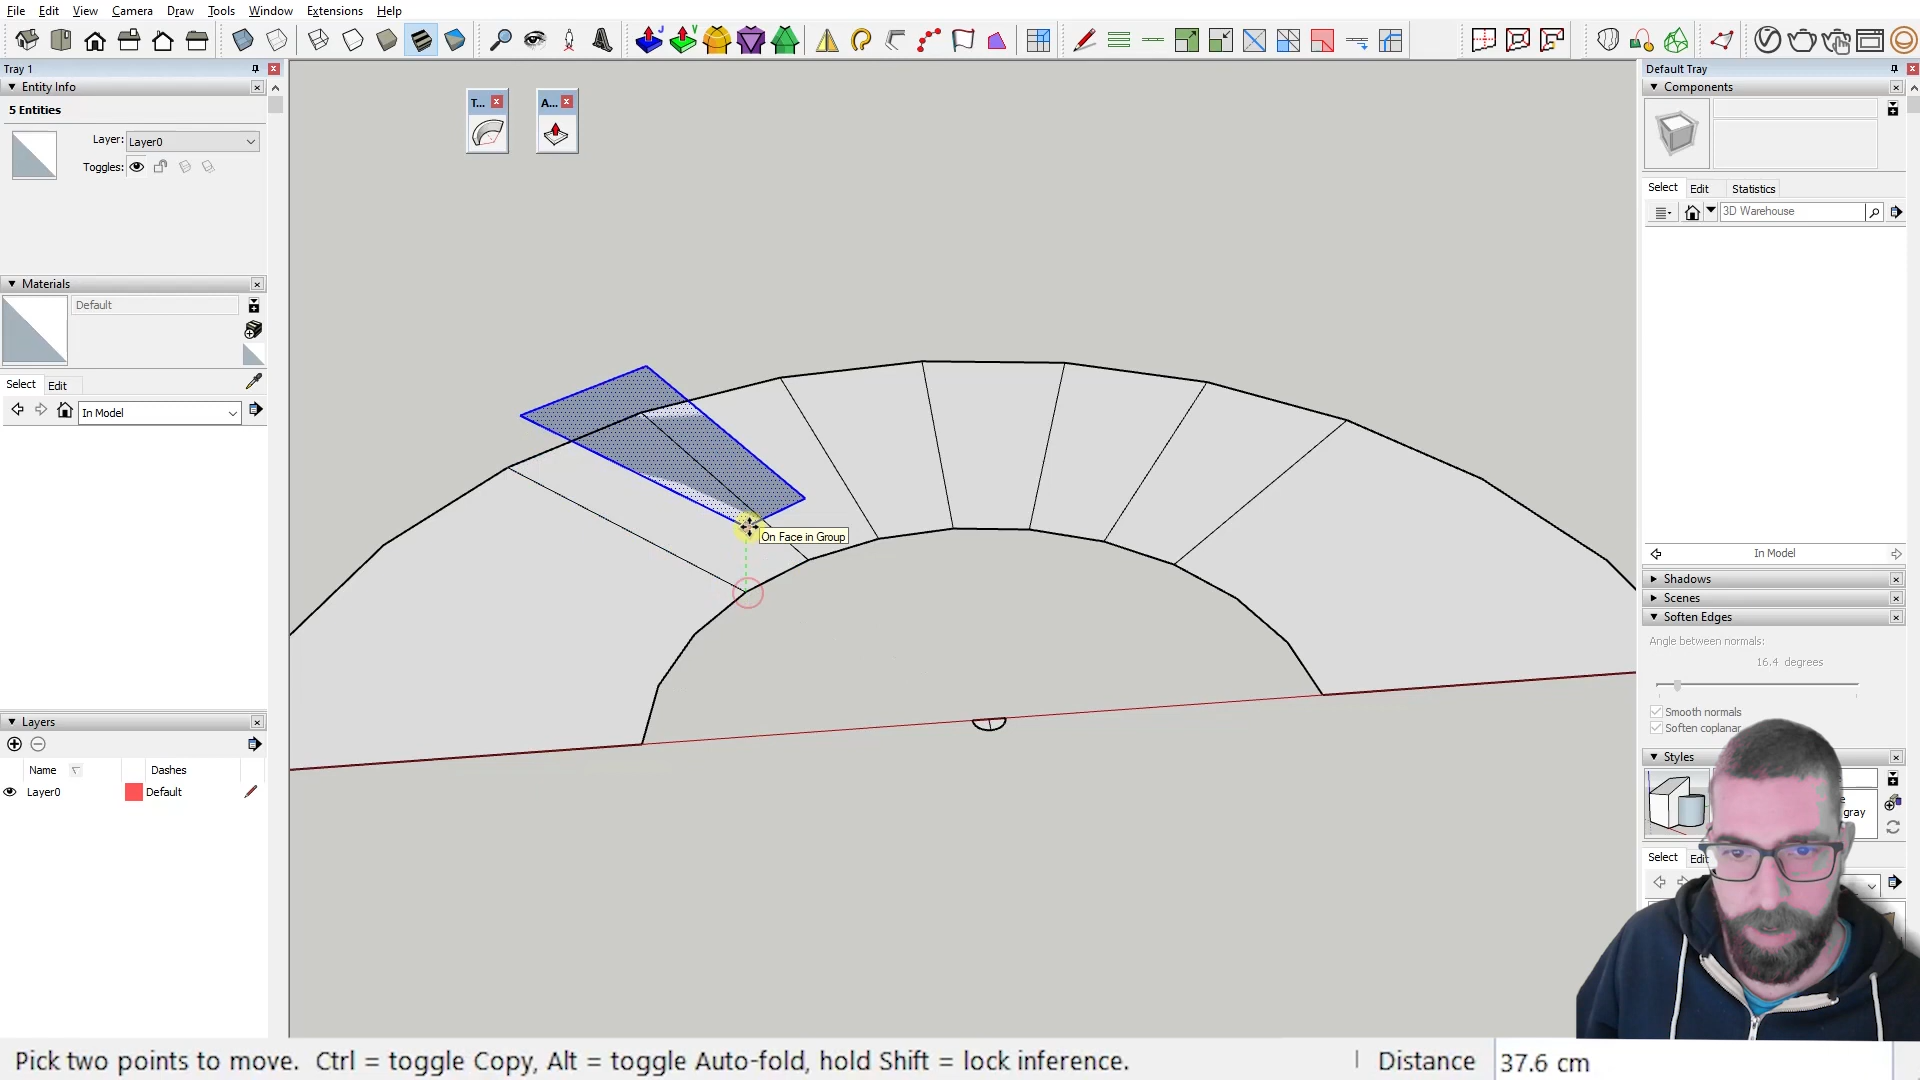 File Edit View Camera Draw Tools Window Extensions Help
Tray 1
Entity Info
5 Entities
Layer: Layer0
Toggles:
Materials
Default
Select Edit
In Model
Layers
Name Dashes
Layer0 Default
T...
A...
On Face in Group
Default Tray
Components
Select Edit Statistics
3D Warehouse
In Model
Shadows
Scenes
Soften Edges
Angle between normals:
16.4 degrees
Smooth normals
Soften coplanar
Styles
gray
Select Edit
Pick two points to move. Ctrl = toggle Copy, Alt = toggle Auto-fold, hold Shift = lock inference.
Distance 37.6 cm